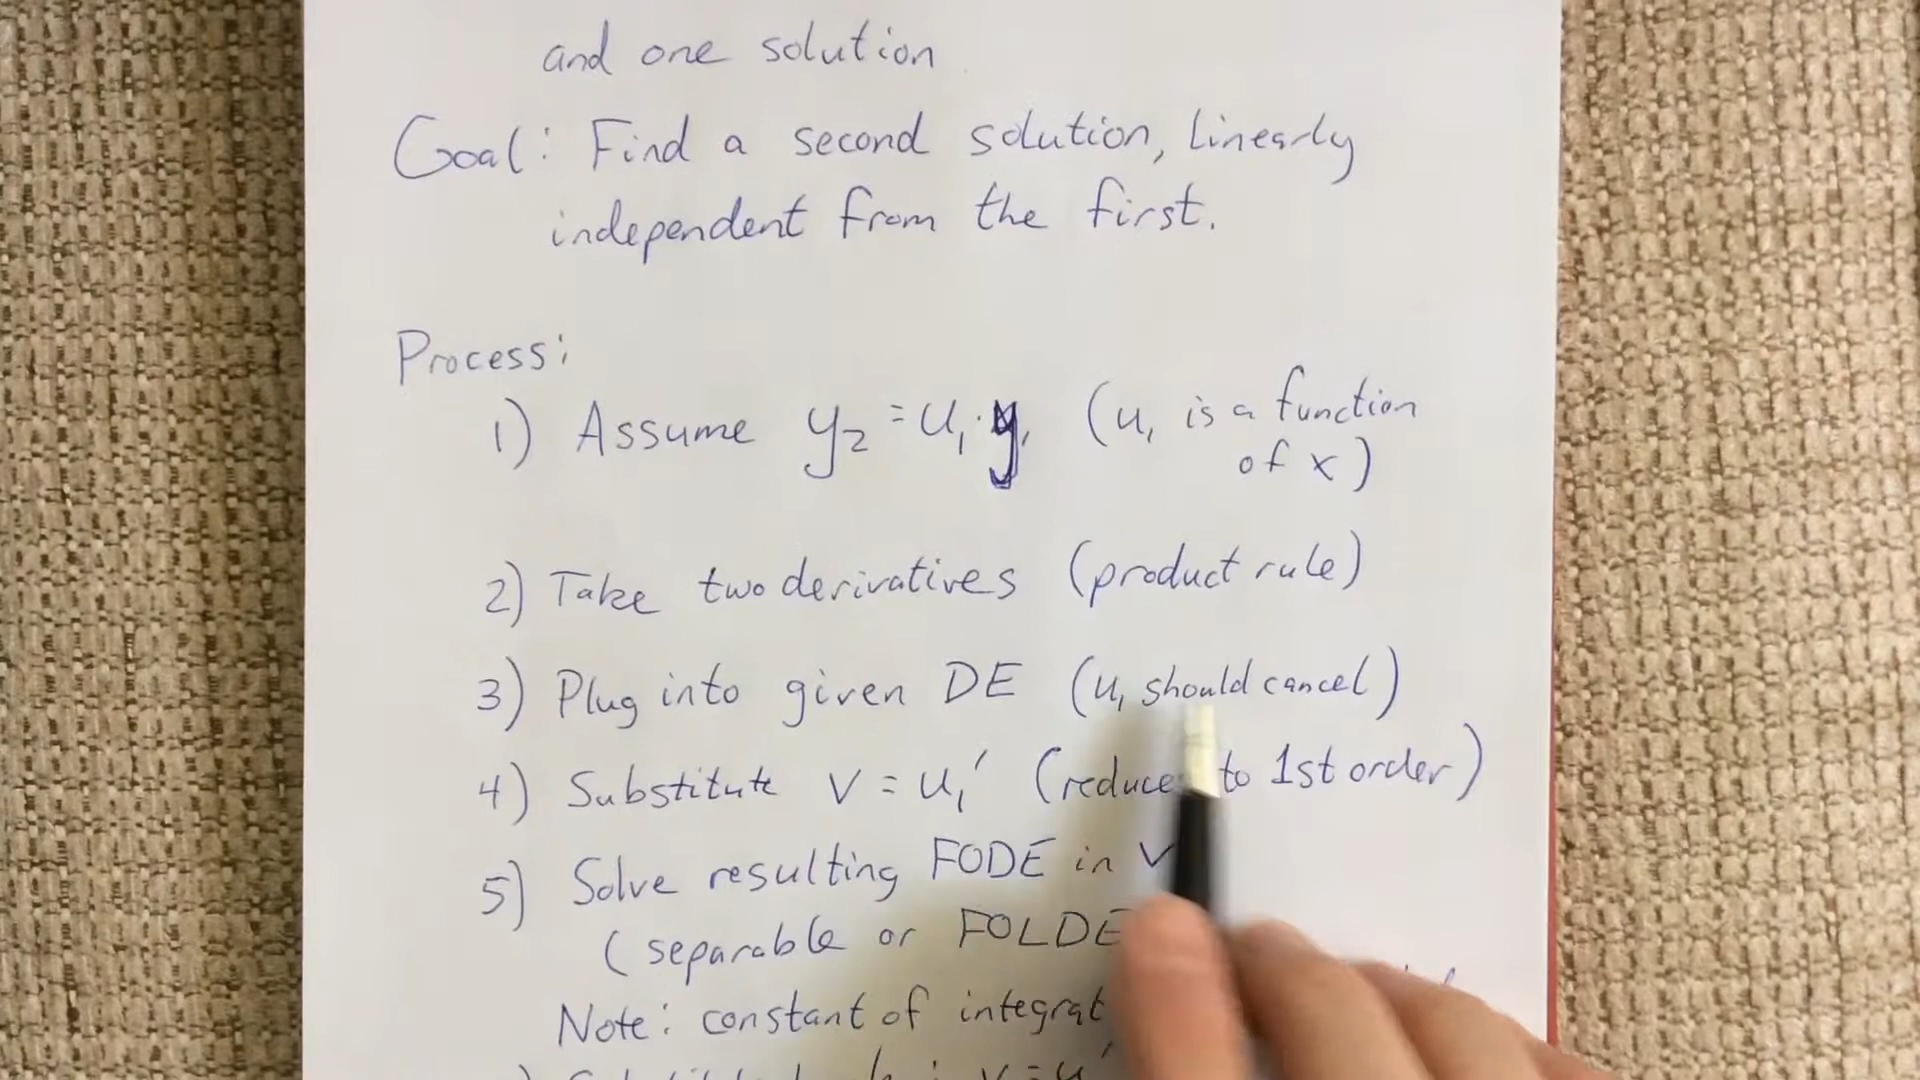 and one solution
Goal: Find a second solution, linearly
independent from the first.
Process:
1) Assume y₂ = u₁·y₁ (u₁ is a function
of x)
2) Take two derivatives (product rule)
3) Plug into given DE (u₁ should cancel)
4) Substitute v = u₁' (reduces to 1st order)
5) Solve resulting FODE in v
(separable or FOLDE
Note: constant of
v = u'